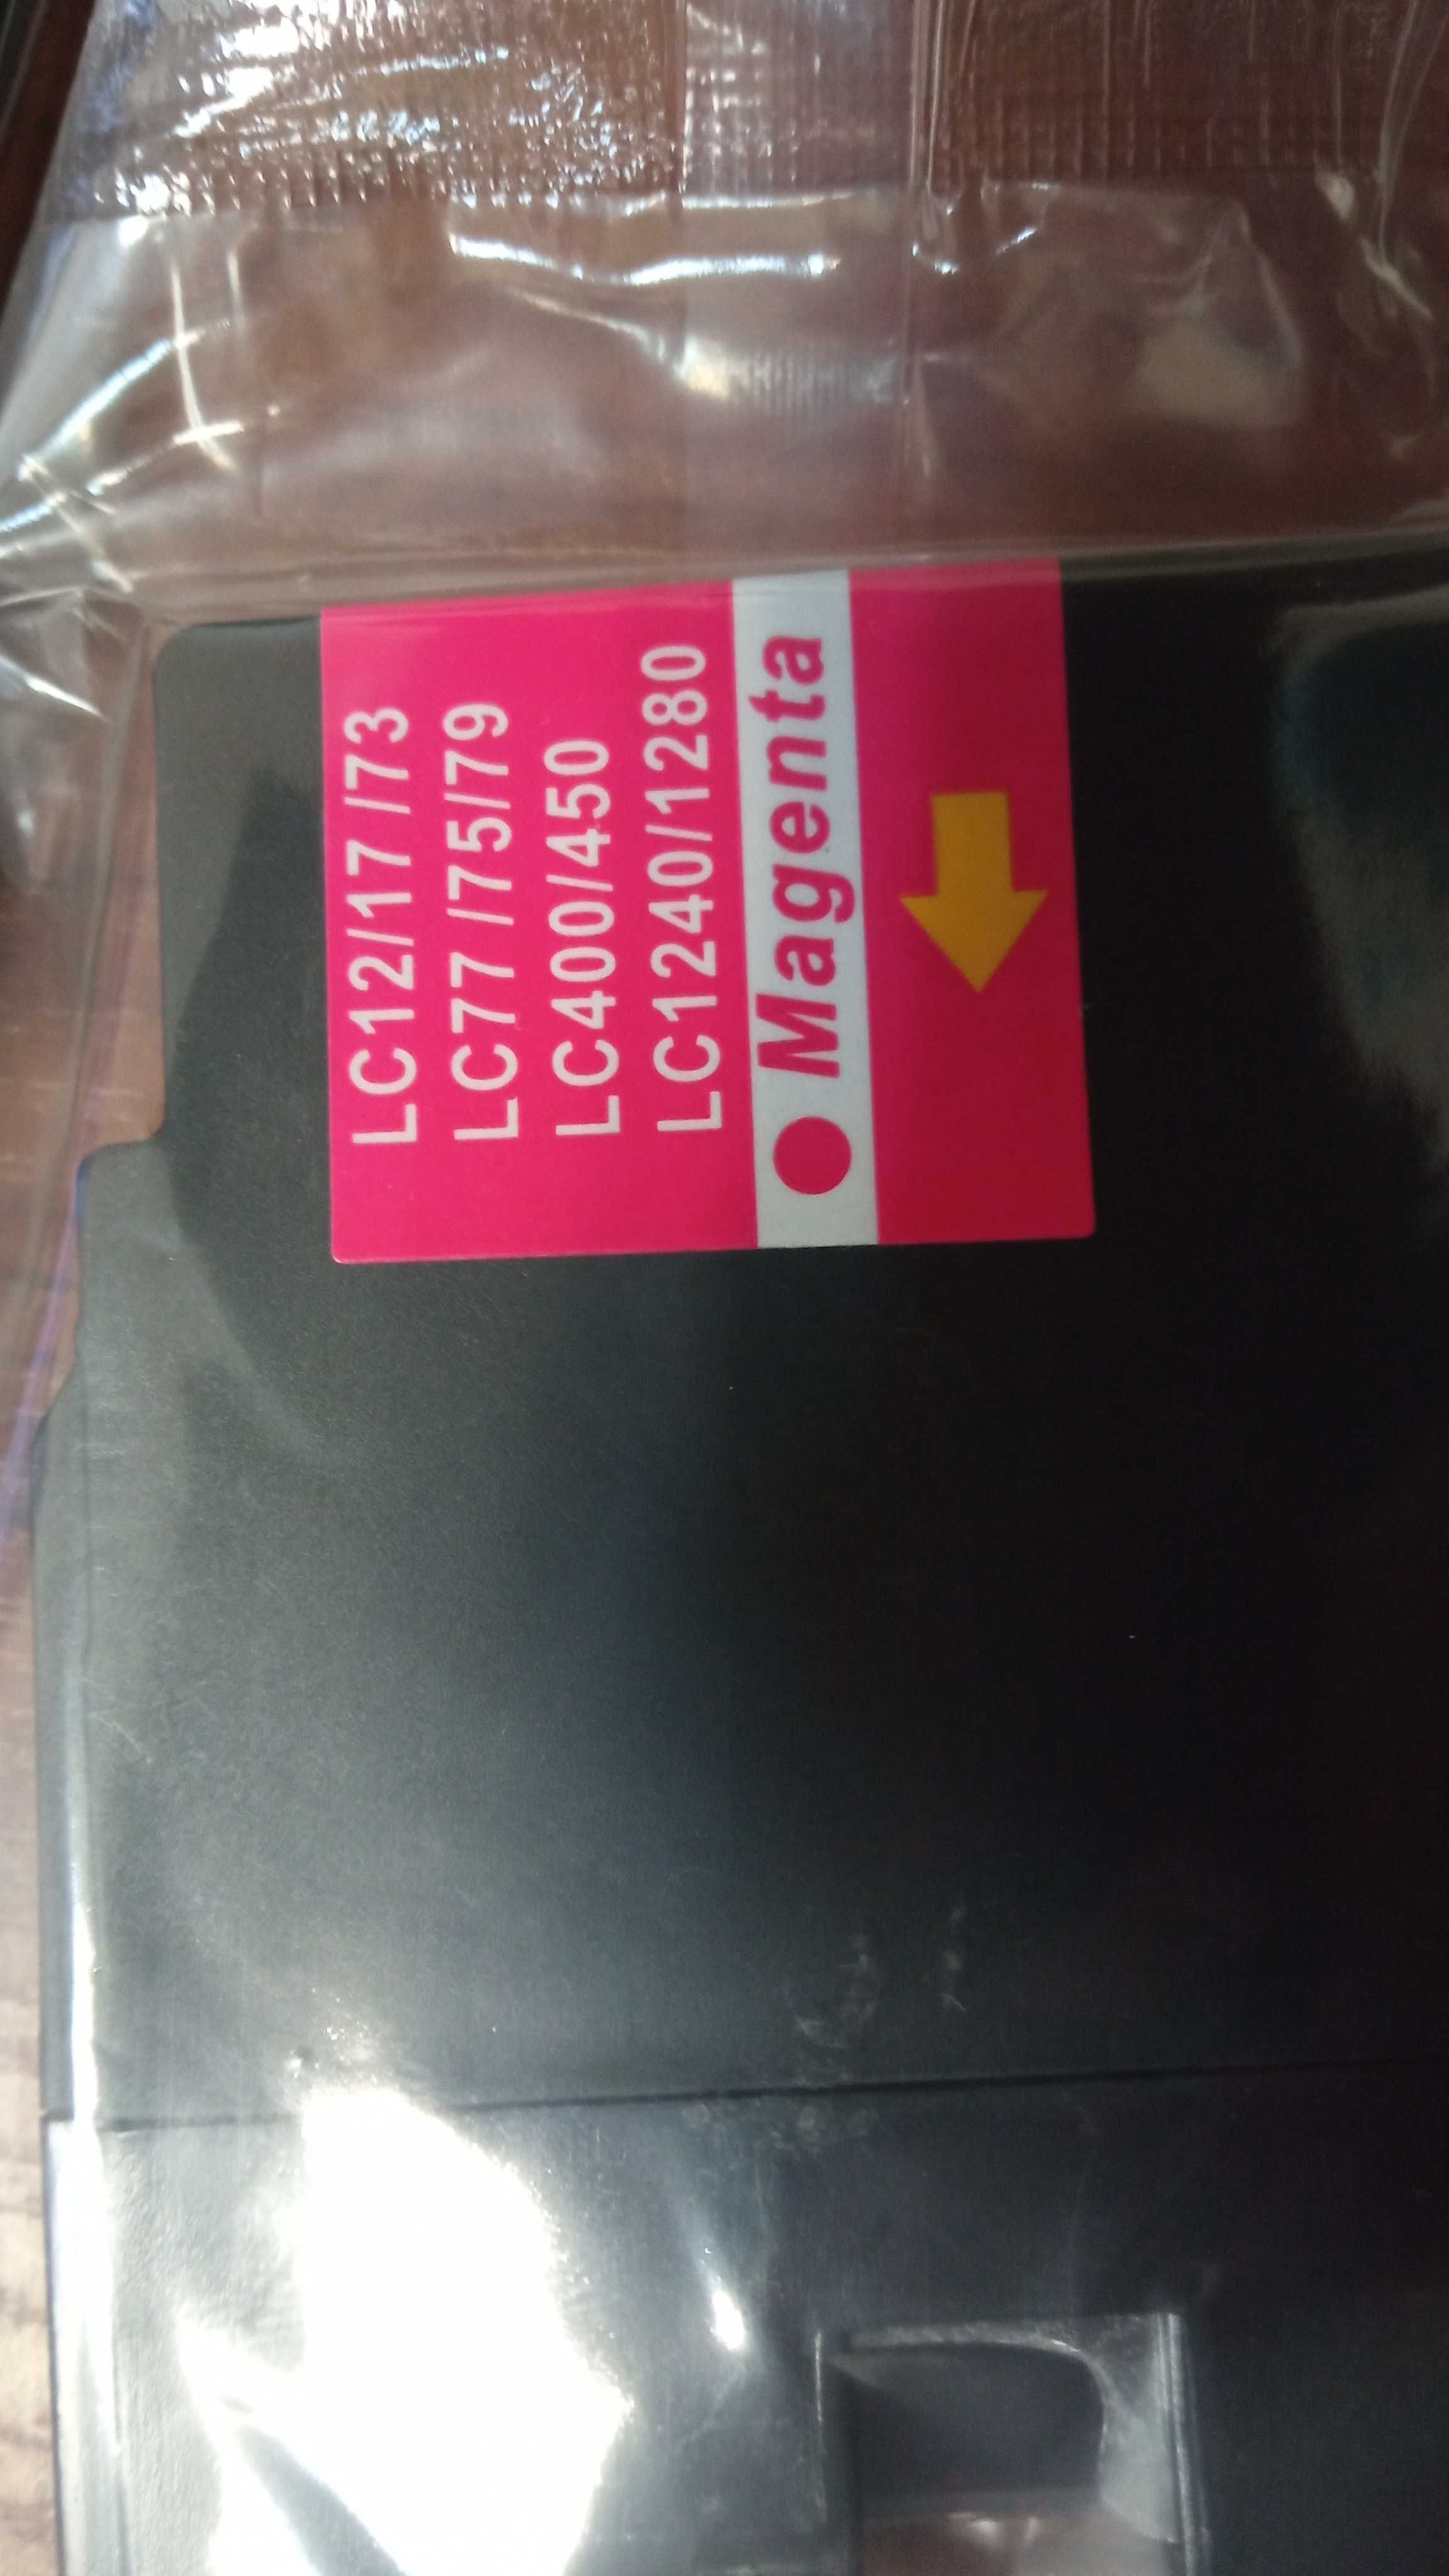 LC12/17 /73
LC77 /75/79
LC400/450
LC1240/1280
Magenta